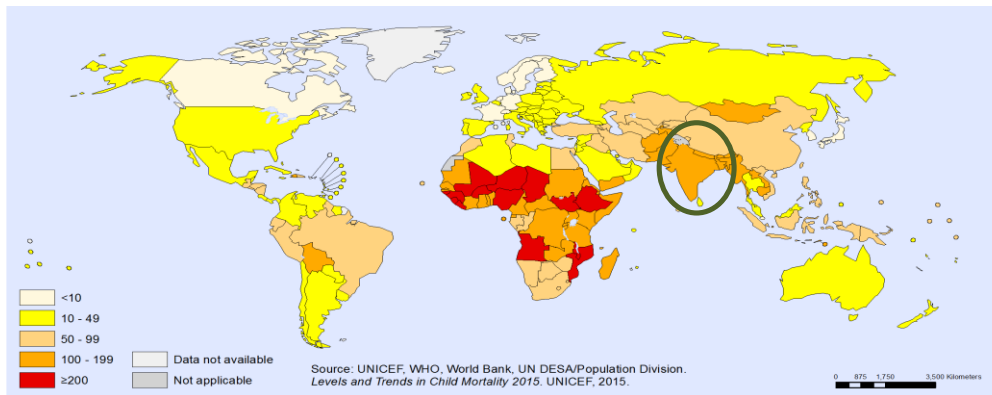 <10
10 - 49
50 - 99
100 - 199
≥200
Data not available
Not applicable
Source: UNICEF, WHO, World Bank, UN DESA/Population Division.
Levels and Trends in Child Mortality 2015. UNICEF, 2015.
0 875 1,750 3,500 Kilometers